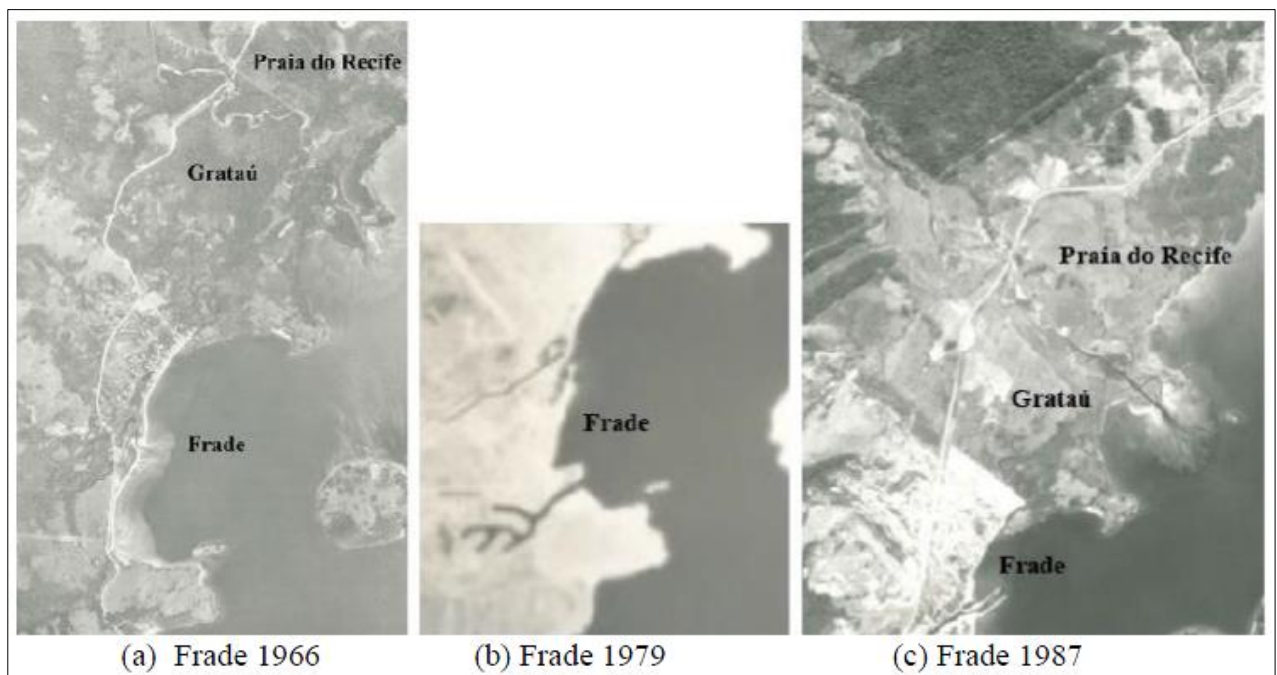 Praia do Recife
Grataú
Frade
(a) Frade 1966
Frade
(b) Frade 1979
Praia do Recife
Grataú
Frade
(c) Frade 1987